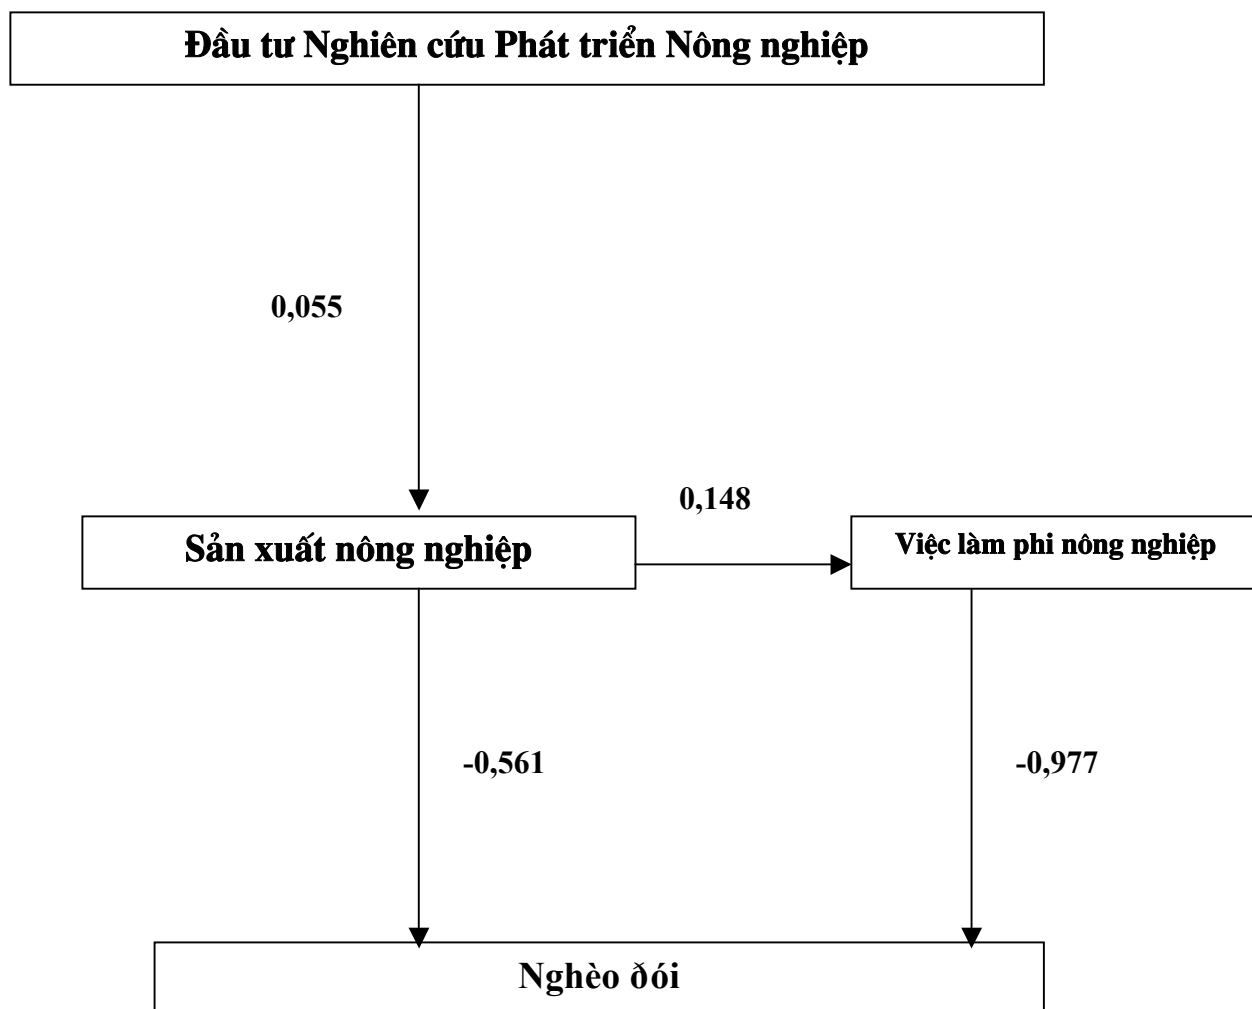 Đầu tư Nghiên cứu Phát triển Nông nghiệp
0,055
0,148
Sản xuất nông nghiệp
Việc làm phi nông nghiệp
-0,561
-0,977
Nghèo ðói